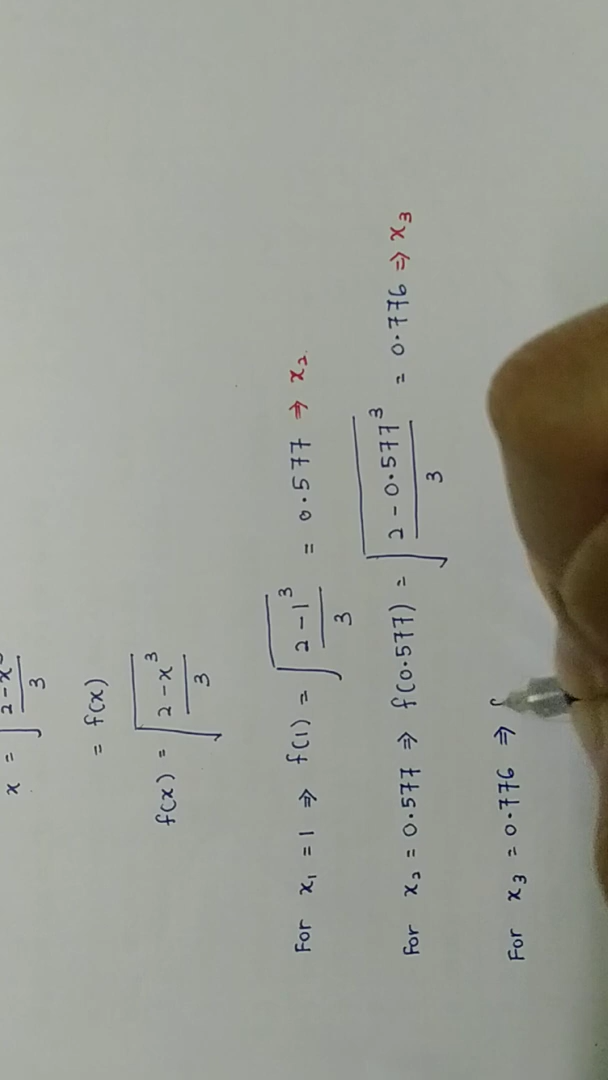 x = √((2-x³)/3)
= f(x)
f(x) = √((2-x³)/3)
For x₁ = 1 ⇒ f(1) = √((2-1³)/3) = 0.577 ⇒ x₂
For x₂ = 0.577 ⇒ f(0.577) = √((2-0.577³)/3) = 0.776 ⇒ x₃
For x₃ = 0.776 ⇒